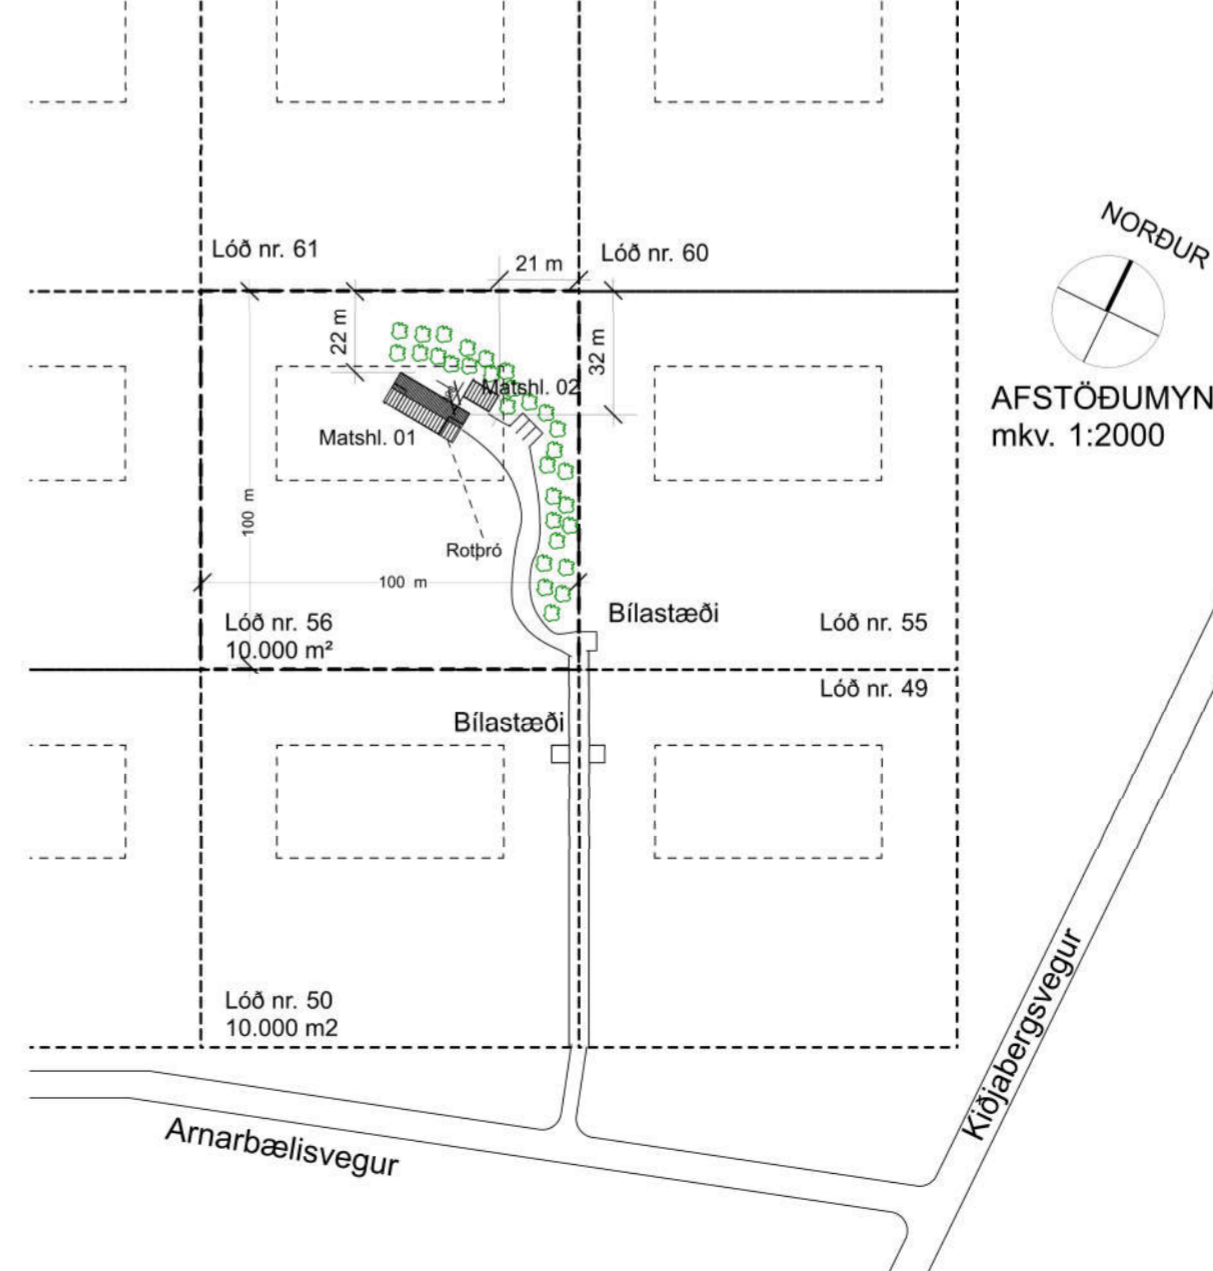 NORÐUR
Lóð nr. 61
21 m
Lóð nr. 60
22 m
32 m
AFSTÖÐUMYN
mkv. 1:2000
Matshl. 02
Matshl. 01
100 m
Rotþró
100 m
Bílastæði
Lóð nr. 56
10.000 m²
Lóð nr. 55
Lóð nr. 49
Bílastæði
Lóð nr. 50
10.000 m2
Kiðjabergsvegur
Arnarbælisvegur